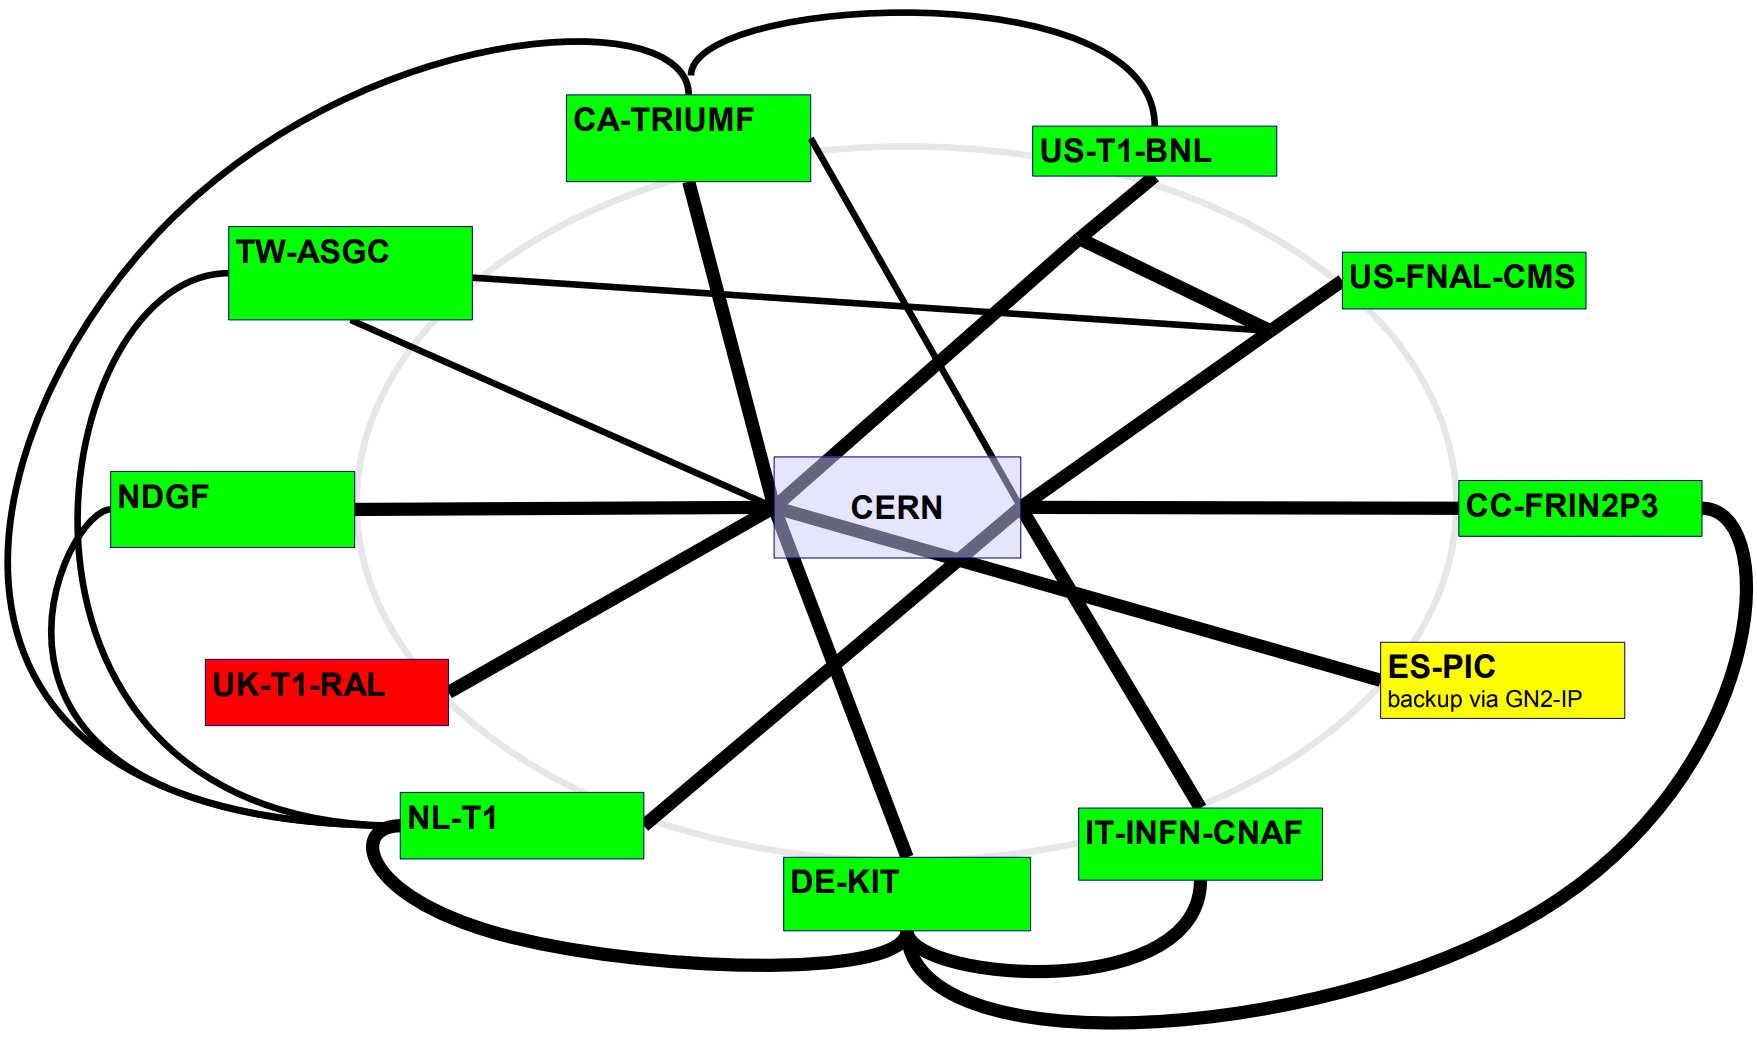 CA-TRIUMF
US-T1-BNL
TW-ASGC
US-FNAL-CMS
NDGF
CERN
CC-FRIN2P3
UK-T1-RAL
ES-PIC
backup via GN2-IP
NL-T1
IT-INFN-CNAF
DE-KIT